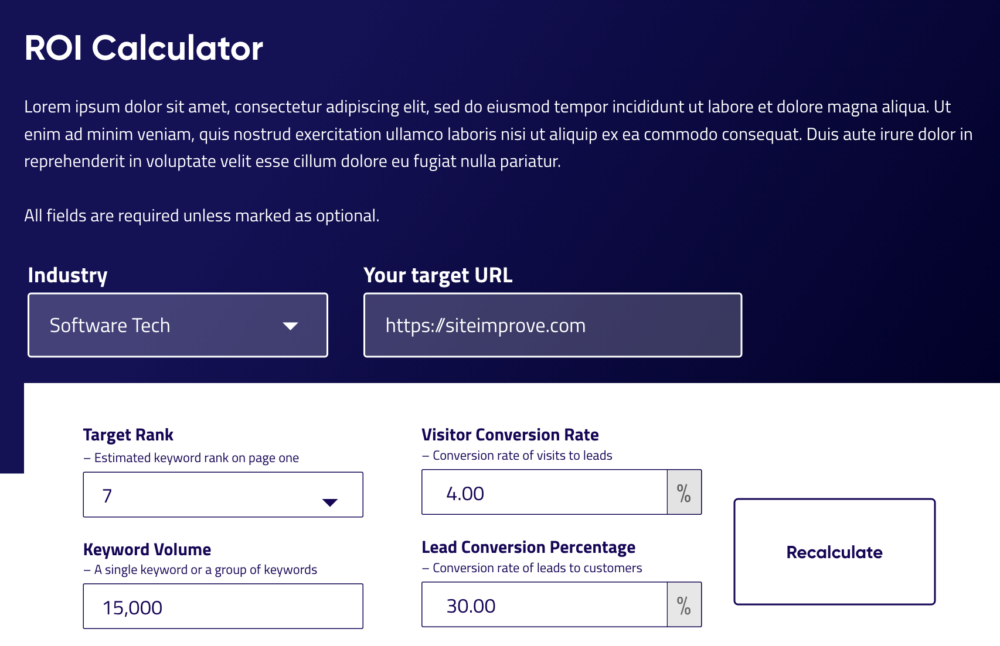 ROI Calculator
Lorem ipsum dolor sit amet, consectetur adipiscing elit, sed do eiusmod tempor incididunt ut labore et dolore magna aliqua. Ut
enim ad minim veniam, quis nostrud exercitation ullamco laboris nisi ut aliquip ex ea commodo consequat. Duis aute irure dolor in
reprehenderit in voluptate velit esse cillum dolore eu fugiat nulla pariatur.
All fields are required unless marked as optional.
Industry
Software Tech
Your target URL
https://siteimprove.com
Target Rank
– Estimated keyword rank on page one
7
Visitor Conversion Rate
– Conversion rate of visits to leads
4.00 %
Keyword Volume
– A single keyword or a group of keywords
15,000
Lead Conversion Percentage
– Conversion rate of leads to customers
30.00 %
Recalculate